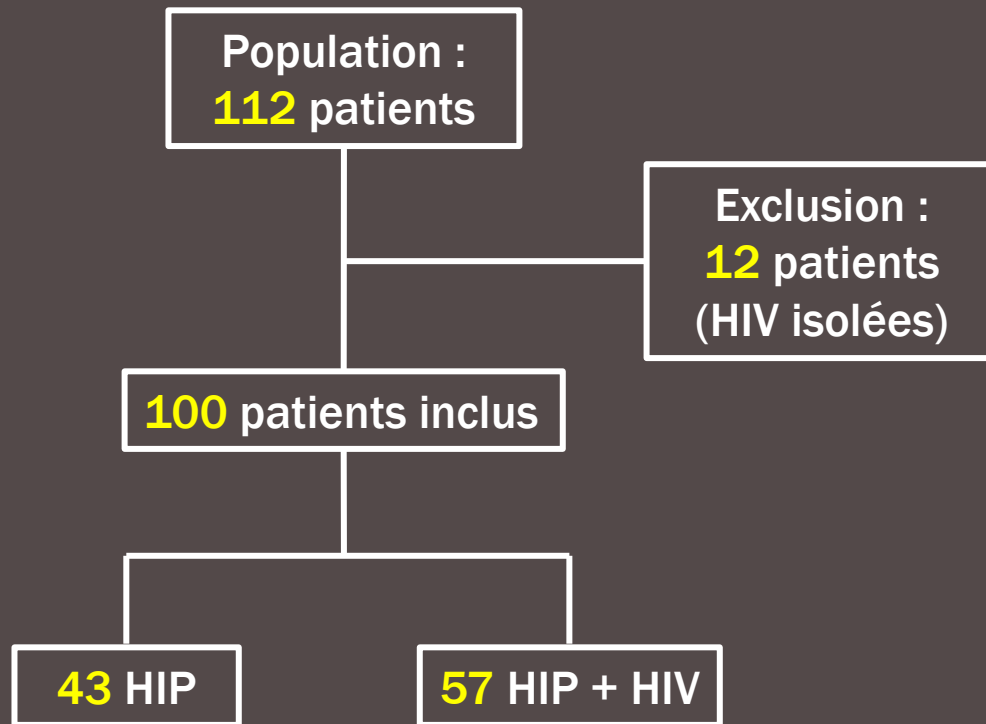 Population :
112 patients
Exclusion :
12 patients
(HIV isolées)
100 patients inclus
43 HIP
57 HIP + HIV